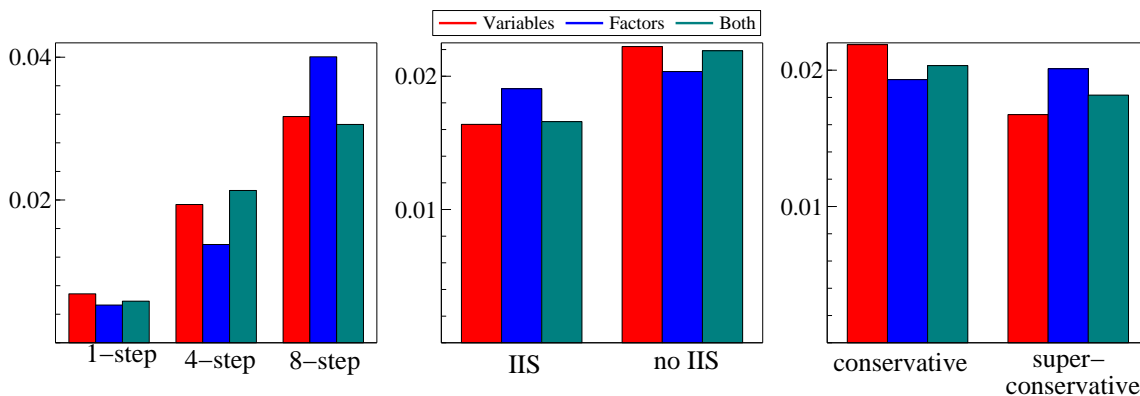 Variables Factors Both
0.04
0.02
1−step 4−step 8−step
0.02
0.01
IIS no IIS
0.02
0.01
conservative super−
conservative